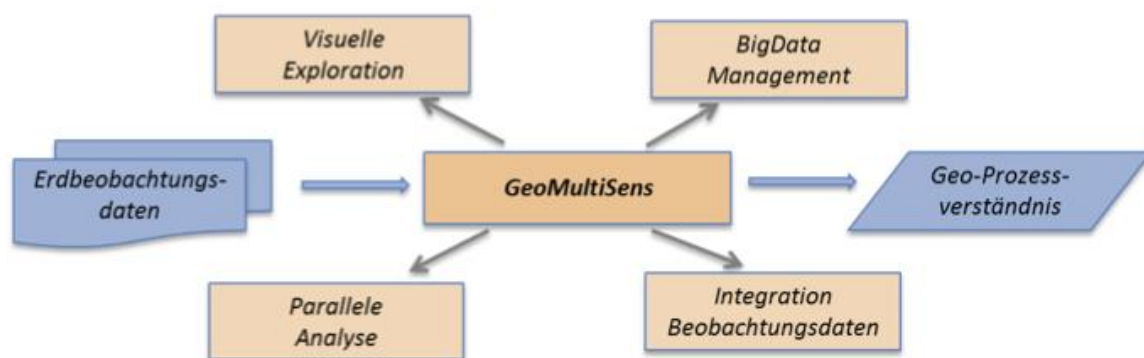 Visuelle
Exploration
BigData
Management
Erdbeobachtungs-
daten
GeoMultiSens
Geo-Prozess-
verständnis
Parallele
Analyse
Integration
Beobachtungsdaten